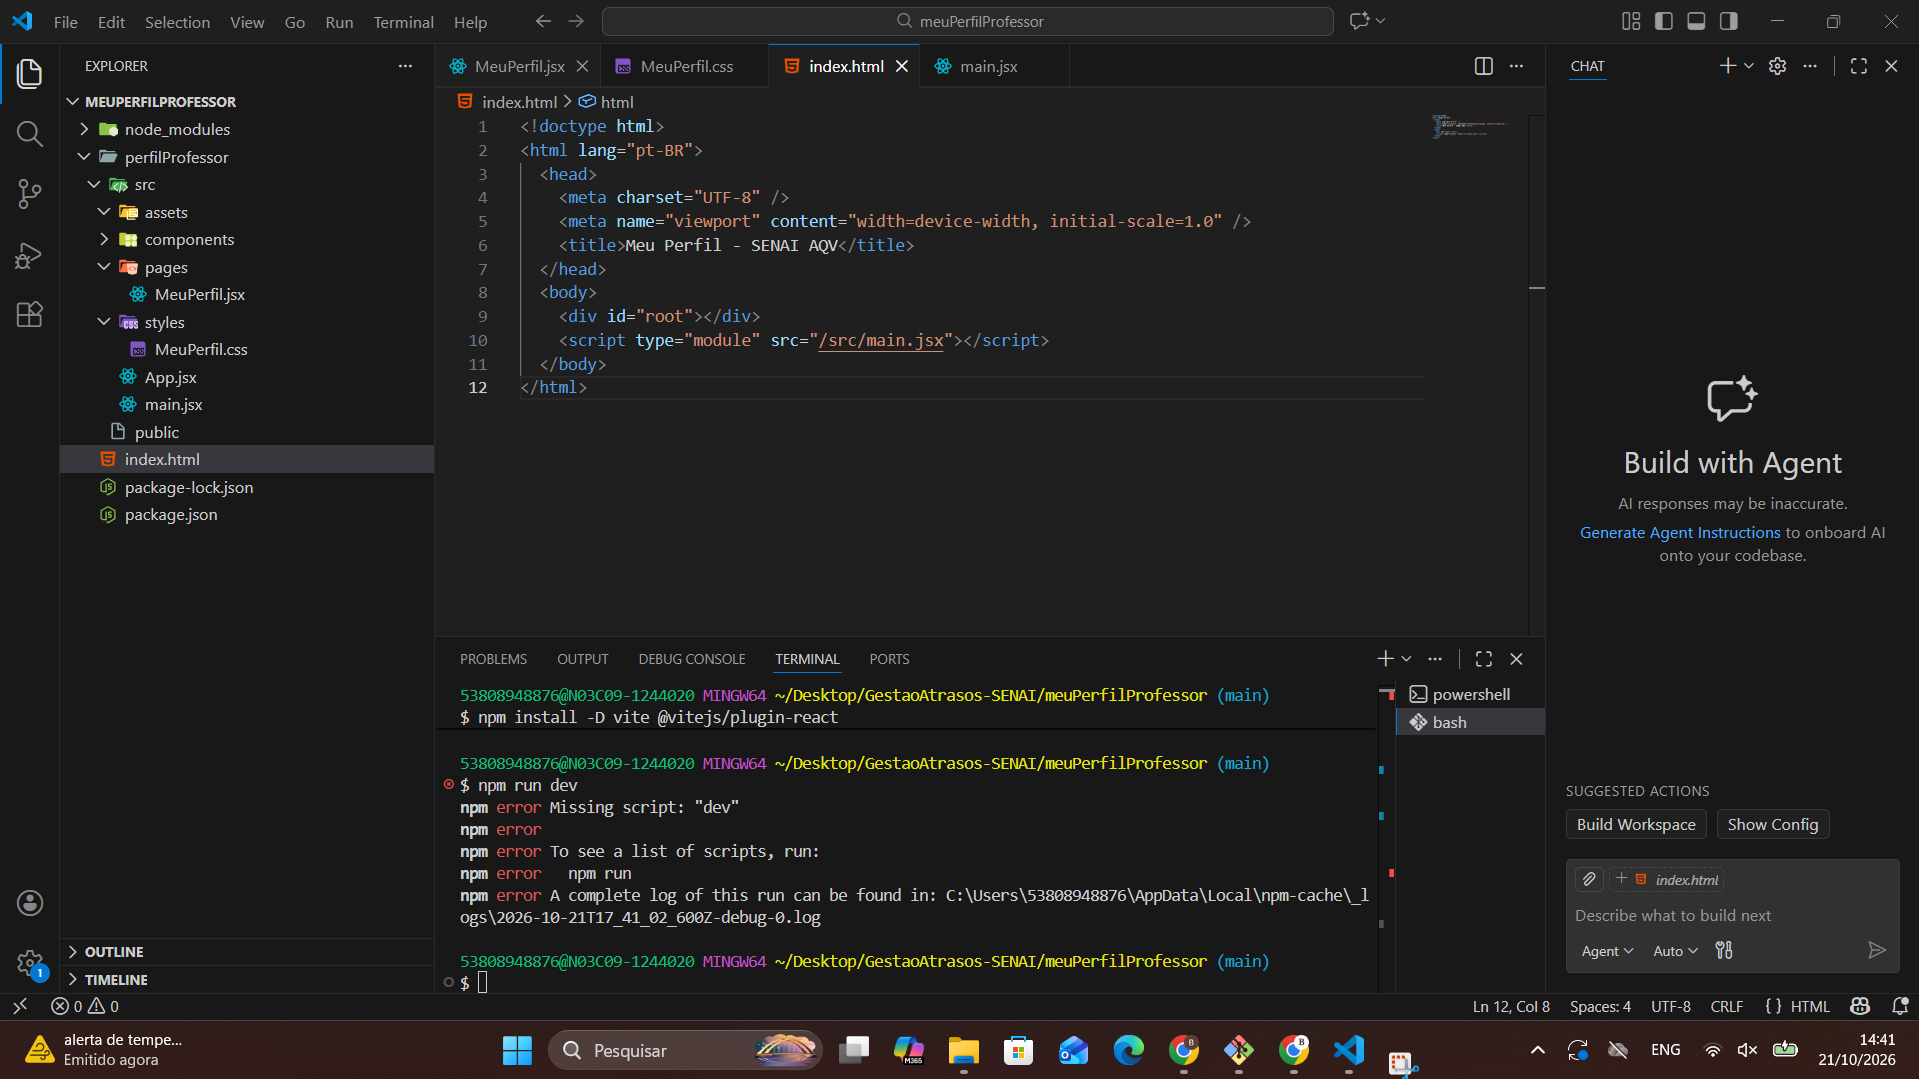 File Edit Selection View Go Run Terminal Help
meuPerfilProfessor
EXPLORER
MEUPERFILPROFESSOR
node_modules
perfilProfessor
src
assets
components
pages
MeuPerfil.jsx
styles
MeuPerfil.css
App.jsx
main.jsx
public
index.html
package-lock.json
package.json
OUTLINE
TIMELINE
MeuPerfil.jsx MeuPerfil.css index.html main.jsx
index.html > html
1 <!doctype html>
2 <html lang="pt-BR">
3 <head>
4 <meta charset="UTF-8" />
5 <meta name="viewport" content="width=device-width, initial-scale=1.0" />
6 <title>Meu Perfil - SENAI AQV</title>
7 </head>
8 <body>
9 <div id="root"></div>
10 <script type="module" src="/src/main.jsx"></script>
11 </body>
12 </html>
PROBLEMS OUTPUT DEBUG CONSOLE TERMINAL PORTS
53808948876@N03C09-1244020 MINGW64 ~/Desktop/GestaoAtrasos-SENAI/meuPerfilProfessor (main)
$ npm install -D vite @vitejs/plugin-react
53808948876@N03C09-1244020 MINGW64 ~/Desktop/GestaoAtrasos-SENAI/meuPerfilProfessor (main)
$ npm run dev
npm error Missing script: "dev"
npm error
npm error To see a list of scripts, run:
npm error npm run
npm error A complete log of this run can be found in: C:\Users\53808948876\AppData\Local\npm-cache\_l
ogs\2026-10-21T17_41_02_600Z-debug-0.log
53808948876@N03C09-1244020 MINGW64 ~/Desktop/GestaoAtrasos-SENAI/meuPerfilProfessor (main)
$
powershell
bash
CHAT
Build with Agent
AI responses may be inaccurate.
Generate Agent Instructions to onboard AI
onto your codebase.
SUGGESTED ACTIONS
Build Workspace Show Config
index.html
Describe what to build next
Agent Auto
1
0 0
Ln 12, Col 8 Spaces: 4 UTF-8 CRLF { } HTML
alerta de tempe...
Emitido agora
Pesquisar
M365
B
B
ENG
14:41
21/10/2026